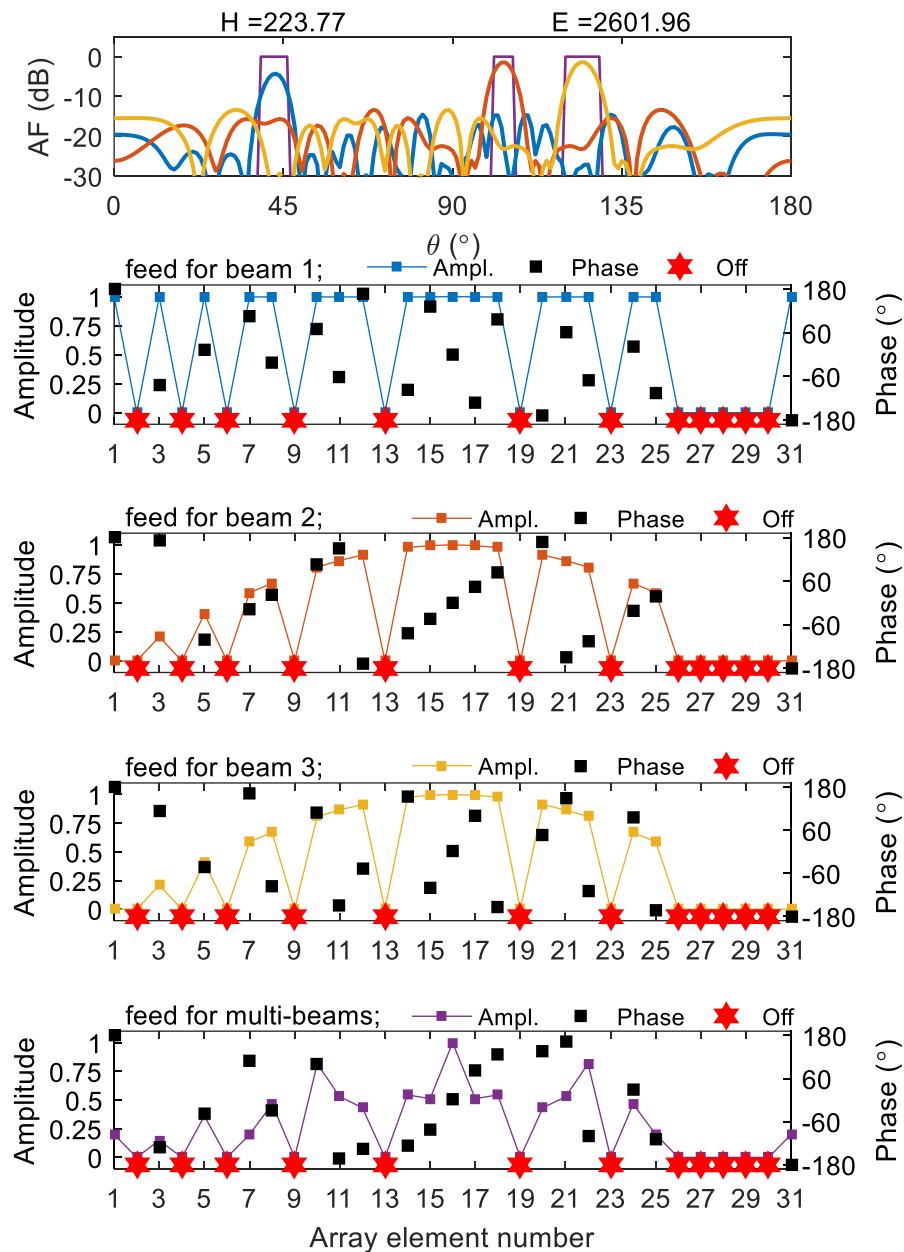 H =223.77 E =2601.96
AF (dB)
0
-10
-20
-30
0 45 90 135 180
θ (°)
feed for beam 1; Ampl. Phase Off
Amplitude
1
0.75
0.5
0.25
0
180
60
-60
-180
Phase (°)
1 3 5 7 9 11 13 15 17 19 21 23 25 27 29 31
feed for beam 2; Ampl. Phase Off
Amplitude
1
0.75
0.5
0.25
0
180
60
-60
-180
Phase (°)
1 3 5 7 9 11 13 15 17 19 21 23 25 27 29 31
feed for beam 3; Ampl. Phase Off
Amplitude
1
0.75
0.5
0.25
0
180
60
-60
-180
Phase (°)
1 3 5 7 9 11 13 15 17 19 21 23 25 27 29 31
feed for multi-beams; Ampl. Phase Off
Amplitude
1
0.75
0.5
0.25
0
180
60
-60
-180
Phase (°)
1 3 5 7 9 11 13 15 17 19 21 23 25 27 29 31
Array element number